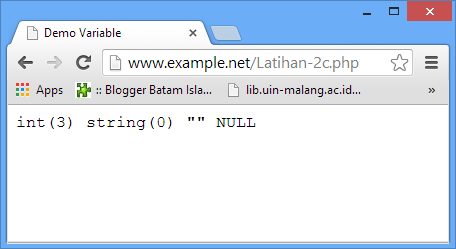 Demo Variable
www.example.net/Latihan-2c.php
Apps :: Blogger Batam Isla... lib.uin-malang.ac.id... »
int(3) string(0) "" NULL